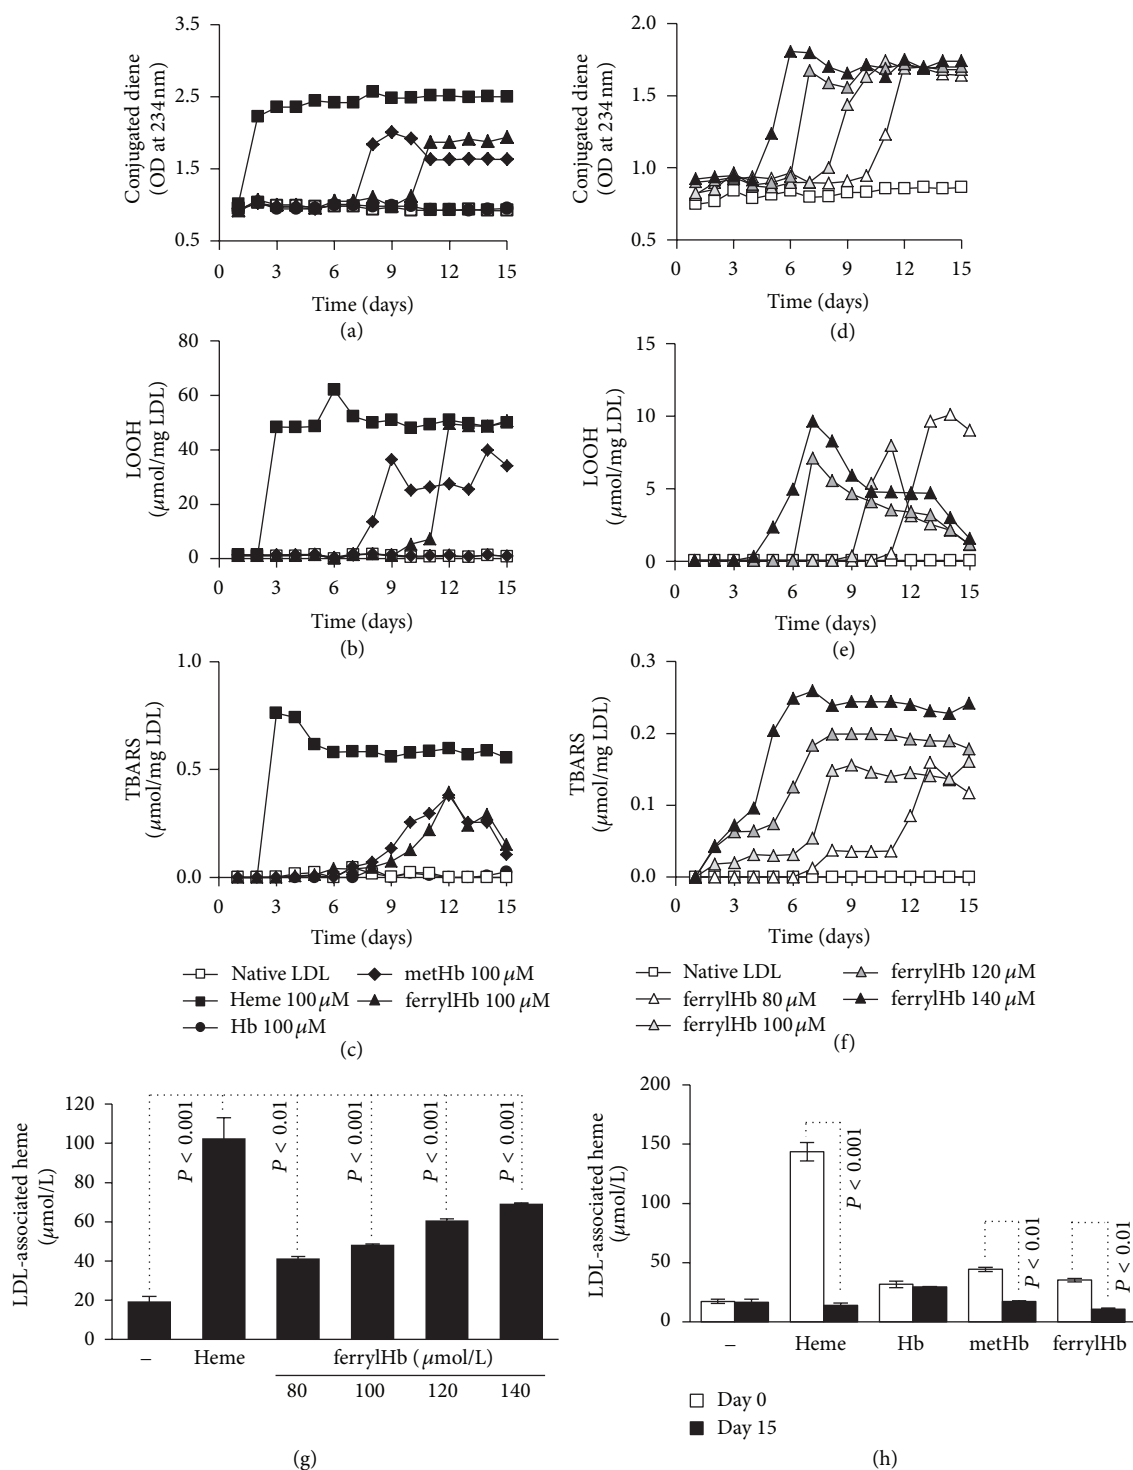 Conjugated diene
(OD at 234 nm)
3.5
2.5
1.5
0.5
0 3 6 9 12 15
Time (days)
(a)
Conjugated diene
(OD at 234 nm)
2.0
1.5
1.0
0.5
0 3 6 9 12 15
Time (days)
(d)
LOOH
(μmol/mg LDL)
80
60
40
20
0
0 3 6 9 12 15
Time (days)
(b)
LOOH
(μmol/mg LDL)
15
10
5
0
0 3 6 9 12 15
Time (days)
(e)
TBARS
(μmol/mg LDL)
1.0
0.5
0.0
0 3 6 9 12 15
Time (days)
Native LDL
Heme 100 μM
Hb 100 μM
metHb 100 μM
ferrylHb 100 μM
(c)
TBARS
(μmol/mg LDL)
0.3
0.2
0.1
0.0
0 3 6 9 12 15
Time (days)
Native LDL
ferrylHb 80 μM
ferrylHb 100 μM
ferrylHb 120 μM
ferrylHb 140 μM
(f)
LDL-associated heme
(μmol/L)
120
100
80
60
40
20
0
P < 0.001
P < 0.01
P < 0.001
P < 0.001
P < 0.001
– Heme ferrylHb (μmol/L)
80 100 120 140
(g)
LDL-associated heme
(μmol/L)
200
150
100
50
0
P < 0.001
P < 0.01
P < 0.01
– Heme Hb metHb ferrylHb
Day 0
Day 15
(h)